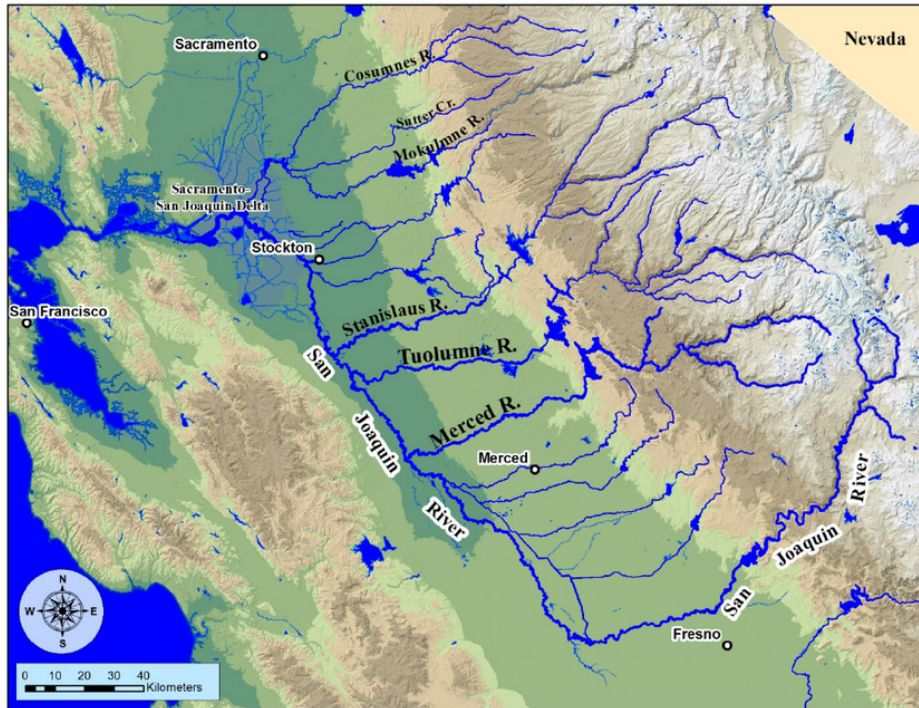 Nevada
Sacramento
Cosumnes R.
Sutter Cr.
Mokulmne R.
Sacramento-
San Joaquin Delta
Stockton
San Francisco
Stanislaus R.
Tuolumne R.
Merced R.
San
Joaquin
River
Merced
River
Joaquin
San
Fresno
N
W
E
S
0 10 20 30 40
Kilometers